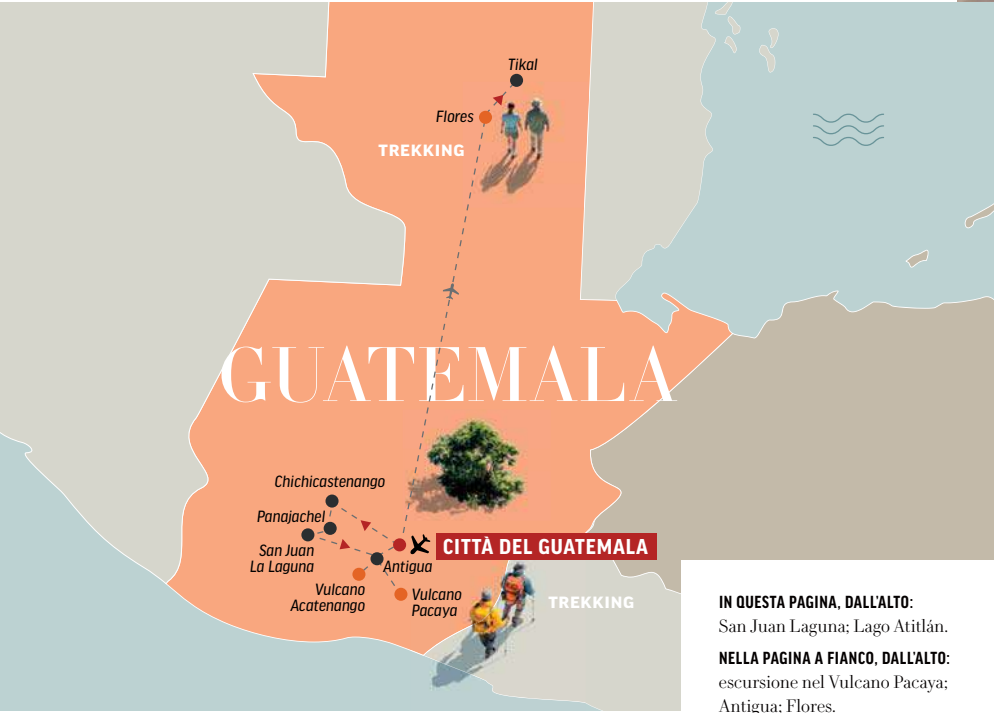 Tikal
Flores
TREKKING
GUATEMALA
Chichicastenango
Panajachel
San Juan
La Laguna
CITTÀ DEL GUATEMALA
Antigua
Vulcano
Acatenango
Vulcano
Pacaya
TREKKING
IN QUESTA PAGINA, DALL'ALTO:
San Juan Laguna; Lago Atitlán.
NELLA PAGINA A FIANCO, DALL'ALTO:
escursione nel Vulcano Pacaya;
Antigua; Flores.